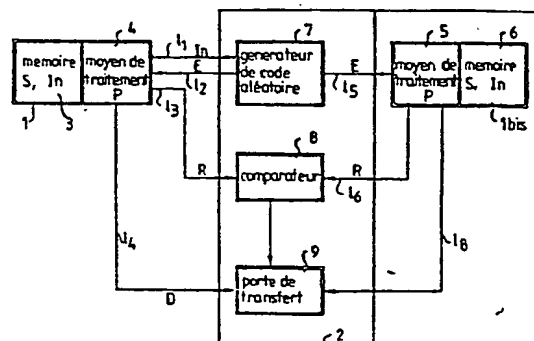 4
7
5
6
memoire
S, In
moyen de
traitement
P
l1
In
E
l2
l3
generateur
de code
aléatoire
E
l5
moyen de
traitement
P
memoire
S, In
1
3
1bis
8
R
comparateur
R
l6
l4
9
l8
porte de
transfert
D
2